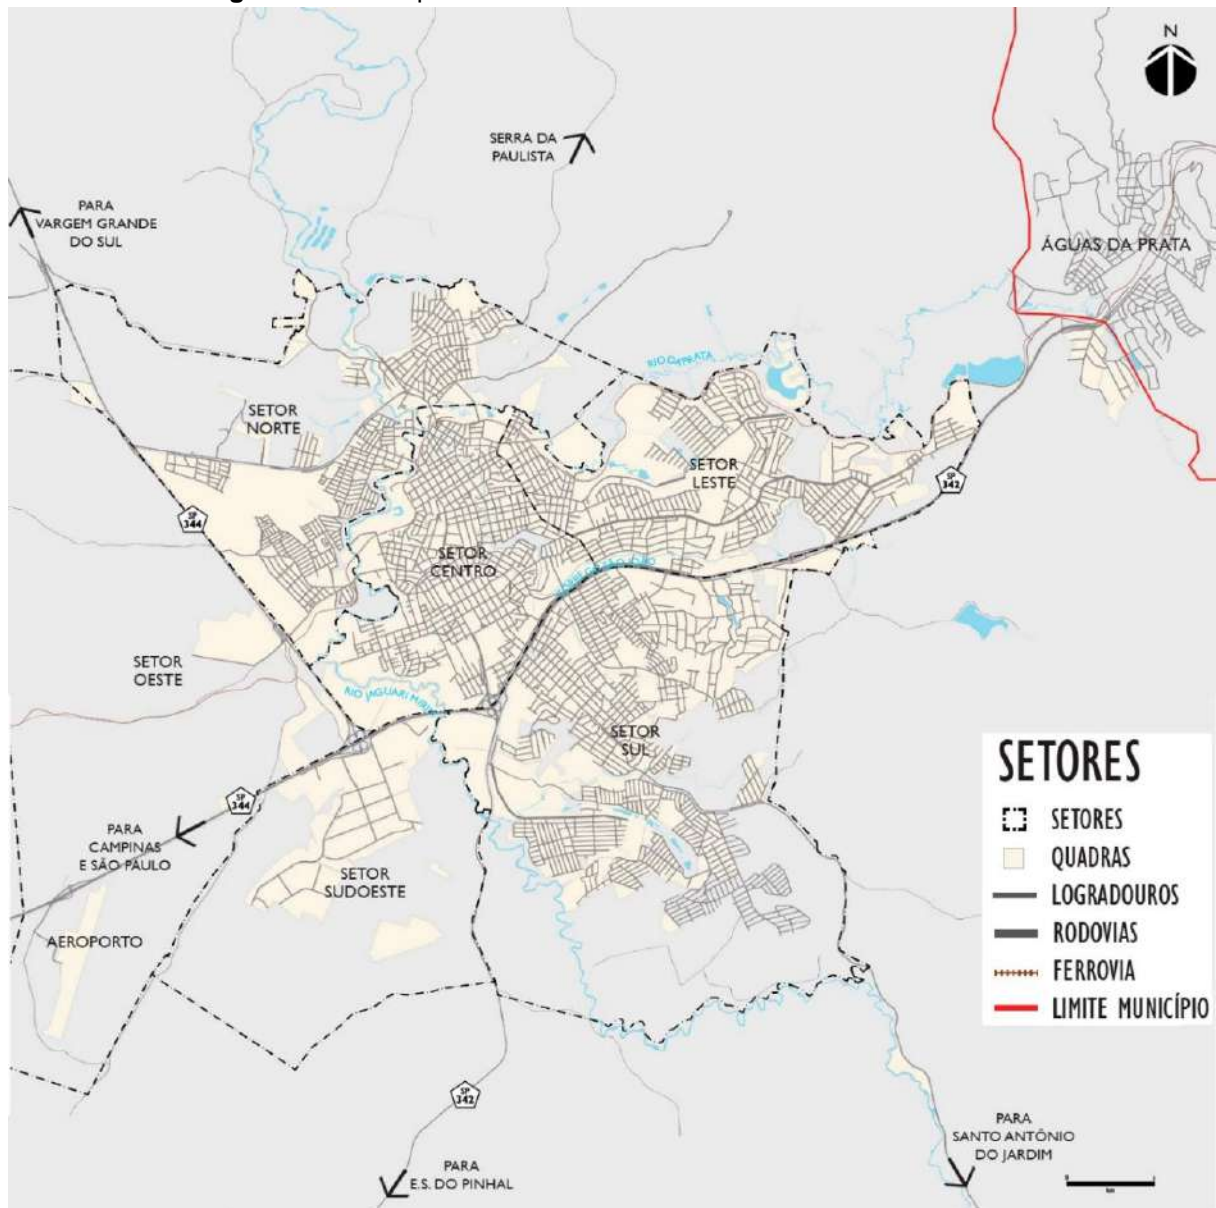 N
SERRA DA
PAULISTA
PARA
VARGEM GRANDE
DO SUL
ÁGUAS DA PRATA
RIO DA PRATA
SETOR
NORTE
SETOR
LESTE
SP
342
SP
344
SETOR
CENTRO
SETOR
OESTE
RIO JAGUARI MIRIM
SETOR
SUL
SP
344
PARA
CAMPINAS
E SÃO PAULO
SETOR
SUDOESTE
AEROPORTO
SETORES
SETORES
QUADRAS
LOGRADOUROS
RODOVIAS
FERROVIA
LIMITE MUNICÍPIO
SP
342
PARA
E.S. DO PINHAL
PARA
SANTO ANTÔNIO
DO JARDIM
km